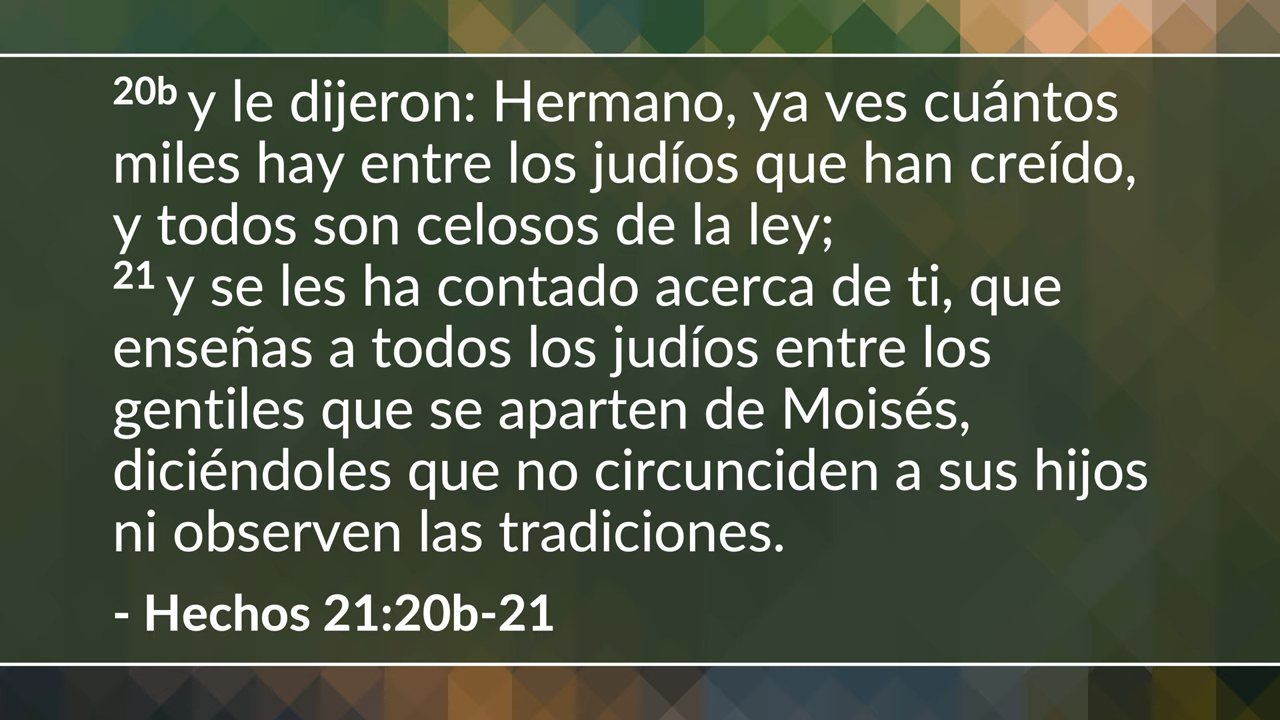 20b y le dijeron: Hermano, ya ves cuántos
miles hay entre los judíos que han creído,
y todos son celosos de la ley;
21 y se les ha contado acerca de ti, que
enseñas a todos los judíos entre los
gentiles que se aparten de Moisés,
diciéndoles que no circunciden a sus hijos
ni observen las tradiciones.
- Hechos 21:20b-21